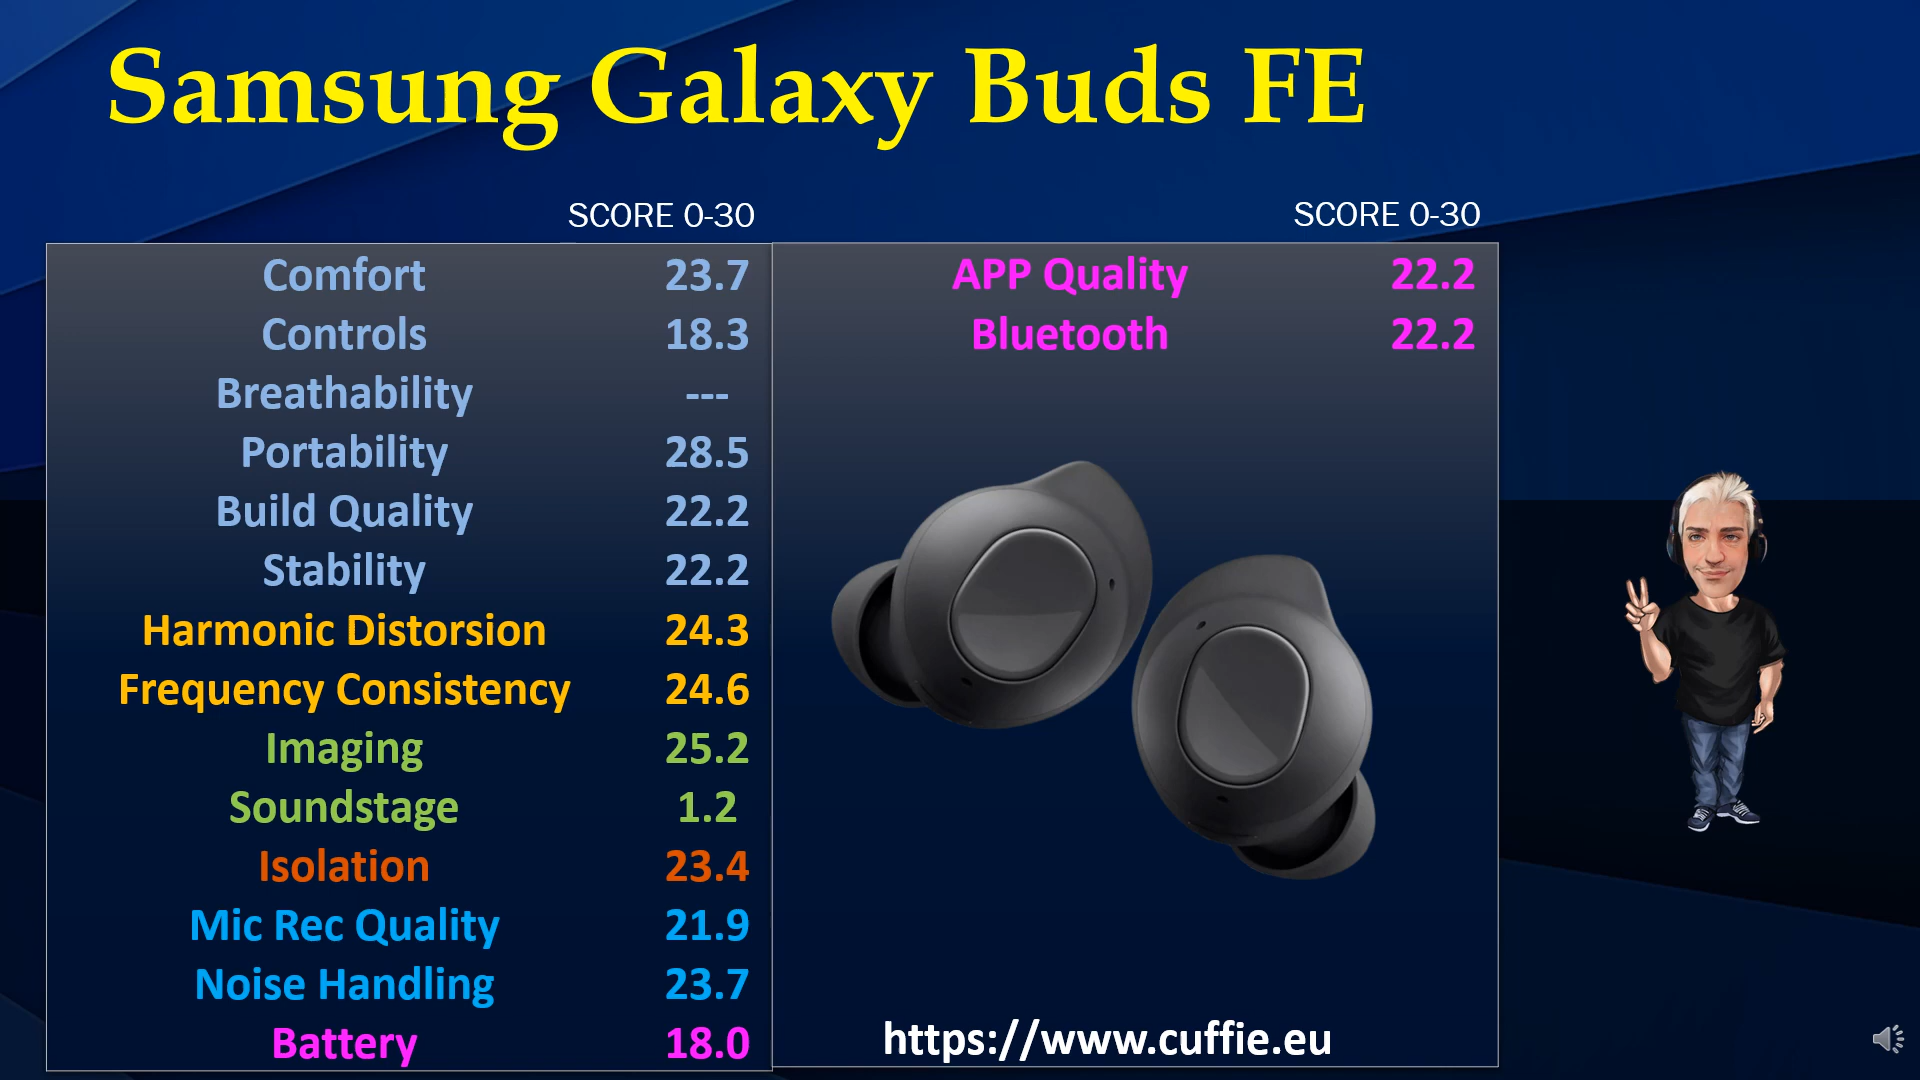 Samsung Galaxy Buds FE
SCORE 0-30
Comfort 23.7
Controls 18.3
Breathability ---
Portability 28.5
Build Quality 22.2
Stability 22.2
Harmonic Distorsion 24.3
Frequency Consistency 24.6
Imaging 25.2
Soundstage 1.2
Isolation 23.4
Mic Rec Quality 21.9
Noise Handling 23.7
Battery 18.0
SCORE 0-30
APP Quality 22.2
Bluetooth 22.2
https://www.cuffie.eu